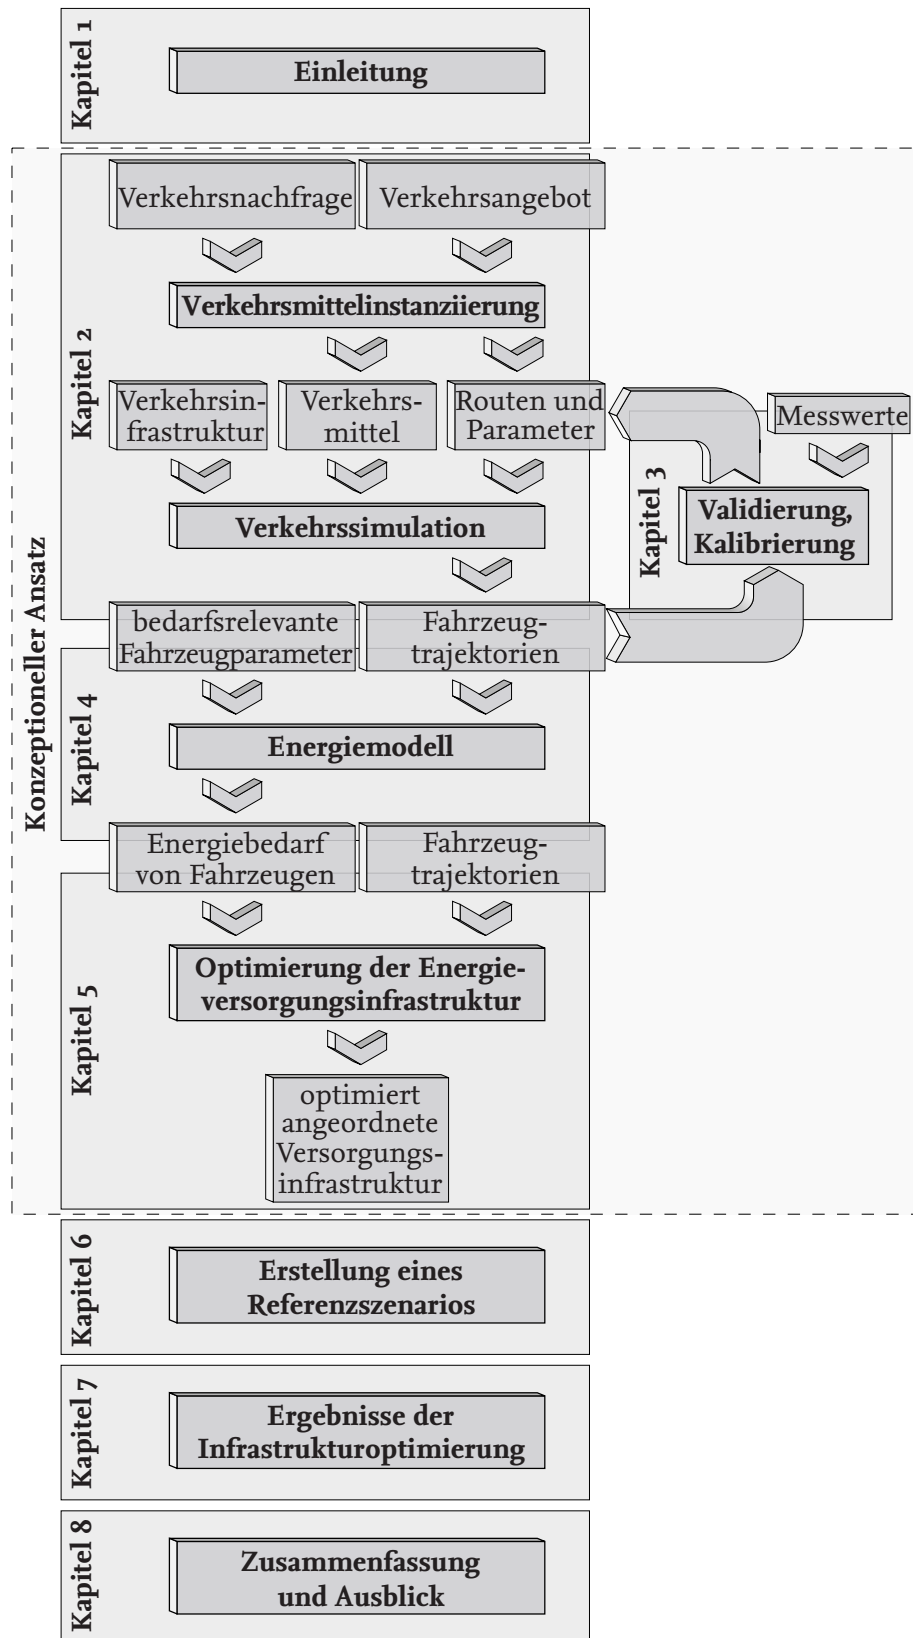 Kapitel 1
Einleitung
Konzeptioneller Ansatz
Kapitel 2
Verkehrsnachfrage
Verkehrsangebot
Verkehrsmittelinstanziierung
Verkehrsin-
frastruktur
Verkehrs-
mittel
Routen und
Parameter
Verkehrssimulation
Kapitel 3
Messwerte
Validierung,
Kalibrierung
bedarfsrelevante
Fahrzeugparameter
Fahrzeug-
trajektorien
Kapitel 4
Energiemodell
Energiebedarf
von Fahrzeugen
Fahrzeug-
trajektorien
Kapitel 5
Optimierung der Energie-
versorgungsinfrastruktur
optimiert
angeordnete
Versorgungs-
infrastruktur
Kapitel 6
Erstellung eines
Referenzszenarios
Kapitel 7
Ergebnisse der
Infrastrukturoptimierung
Kapitel 8
Zusammenfassung
und Ausblick